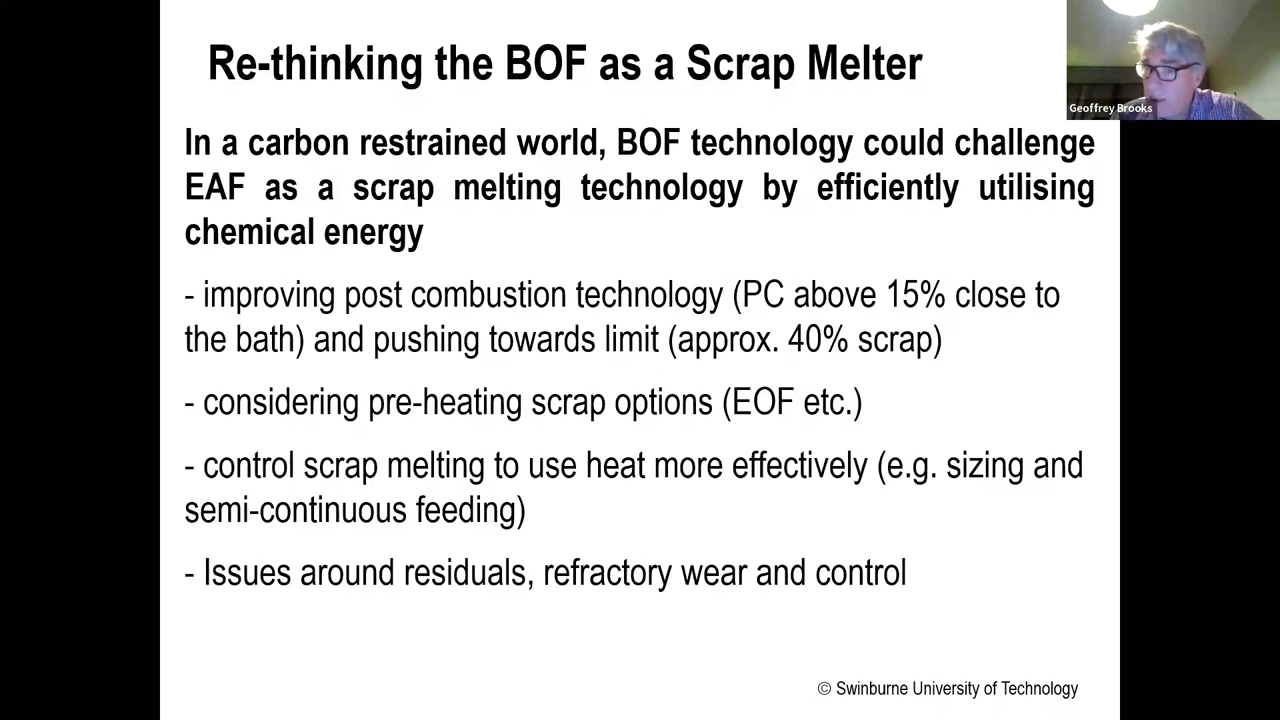 Re-thinking the BOF as a Scrap Melter
Geoffrey Brooks
In a carbon restrained world, BOF technology could challenge
EAF as a scrap melting technology by efficiently utilising
chemical energy
- improving post combustion technology (PC above 15% close to
the bath) and pushing towards limit (approx. 40% scrap)
- considering pre-heating scrap options (EOF etc.)
- control scrap melting to use heat more effectively (e.g. sizing and
semi-continuous feeding)
- Issues around residuals, refractory wear and control
© Swinburne University of Technology